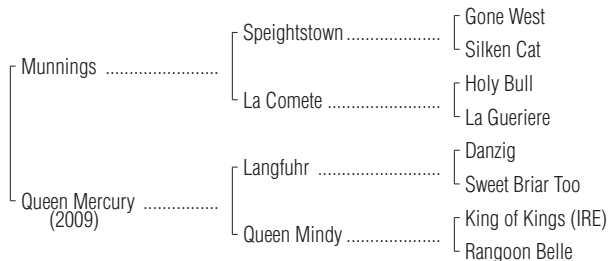 Gone West
Speightstown
Silken Cat
Munnings
Holy Bull
La Comete
La Gueriere
Danzig
Langfuhr
Sweet Briar Too
Queen Mercury
(2009)
King of Kings (IRE)
Queen Mindy
Rangoon Belle